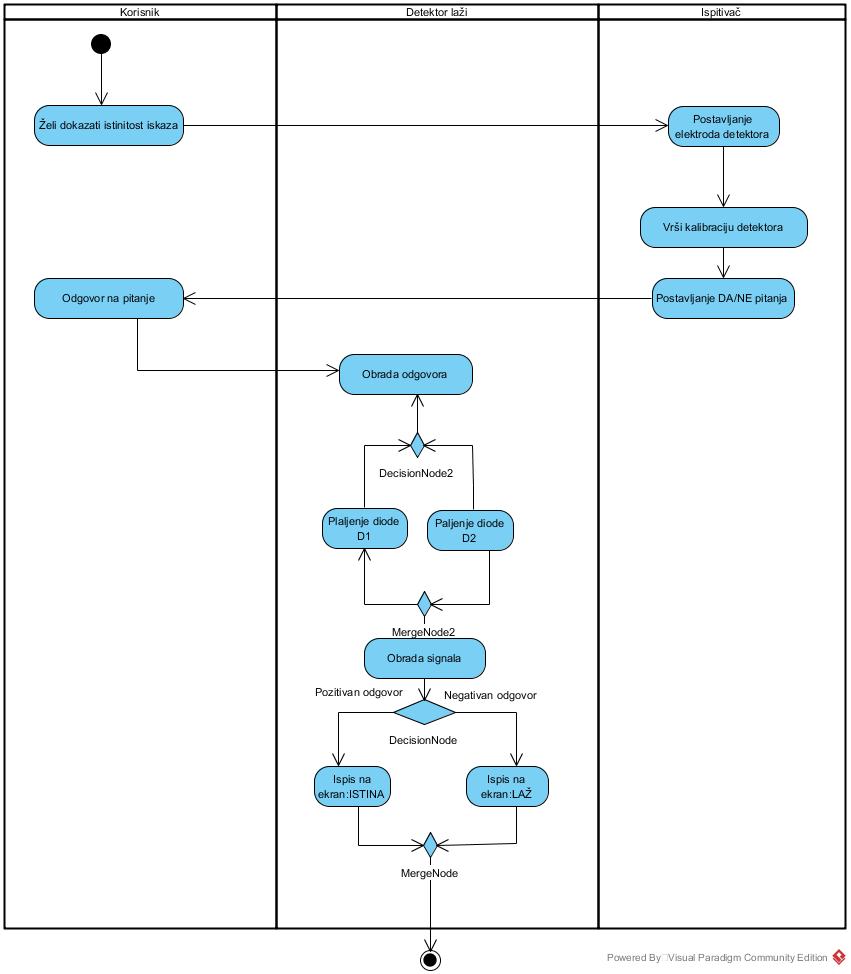 Korisnik
Detektor laži
Ispitivač
Želi dokazati istinitost iskaza
Postavljanje
elektroda detektora
Vrši kalibraciju detektora
Odgovor na pitanje
Postavljanje DA/NE pitanja
Obrada odgovora
DecisionNode2
Plaljenje diode
D1
Paljenje diode
D2
MergeNode2
Obrada signala
Pozitivan odgovor
Negativan odgovor
DecisionNode
Ispis na
ekran:ISTINA
Ispis na
ekran:LAŽ
MergeNode
Powered By Visual Paradigm Community Edition